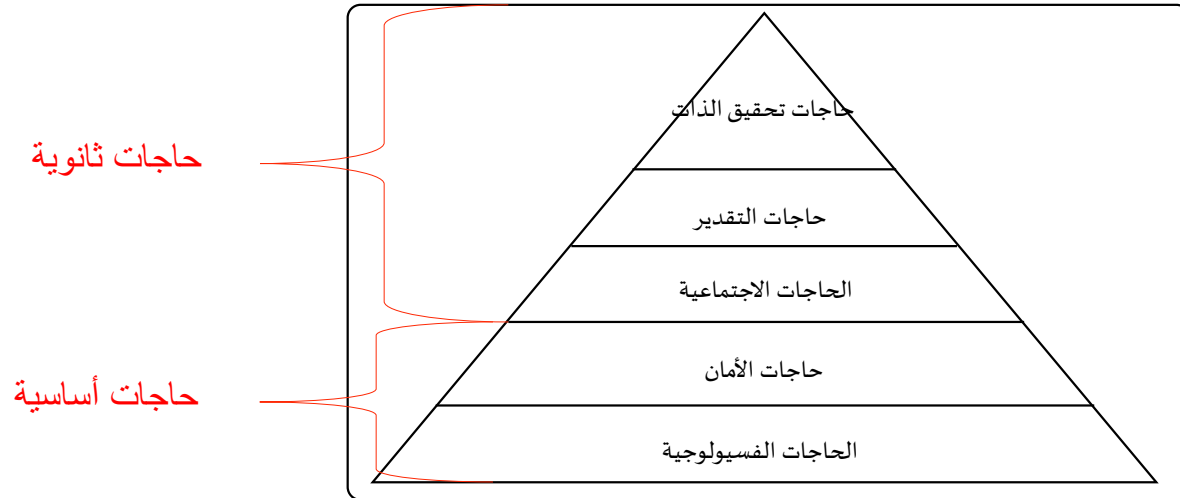 حاجات تحقيق الذات
حاجات ثانوية
حاجات التقدير
الحاجات الاجتماعية
حاجات الأمان
حاجات أساسية
الحاجات الفسيولوجية